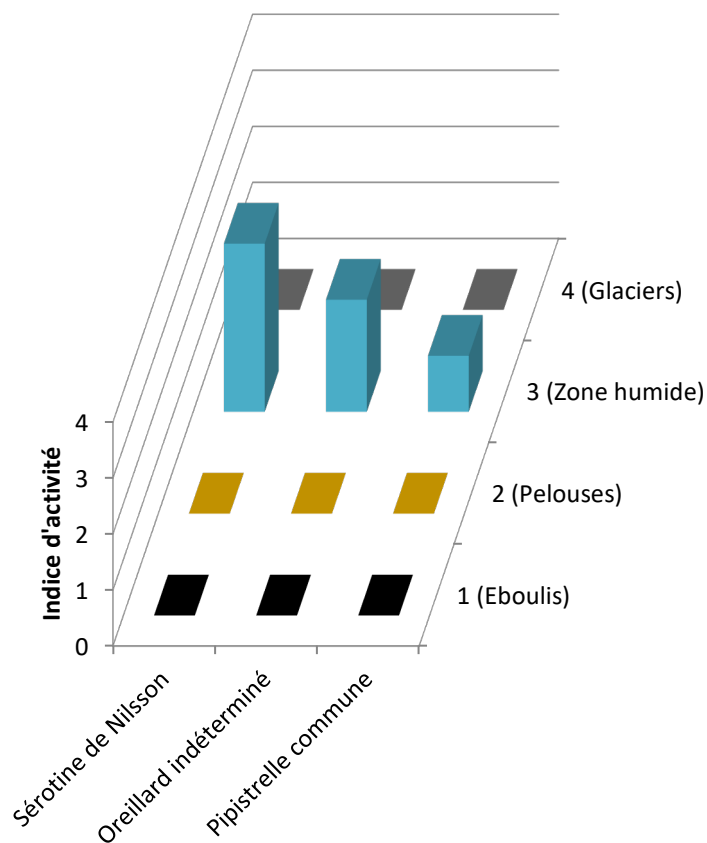 4 (Glaciers)
3 (Zone humide)
2 (Pelouses)
1 (Eboulis)
Indice d'activité
4
3
2
1
0
Sérotine de Nilsson
Oreillard indéterminé
Pipistrelle commune